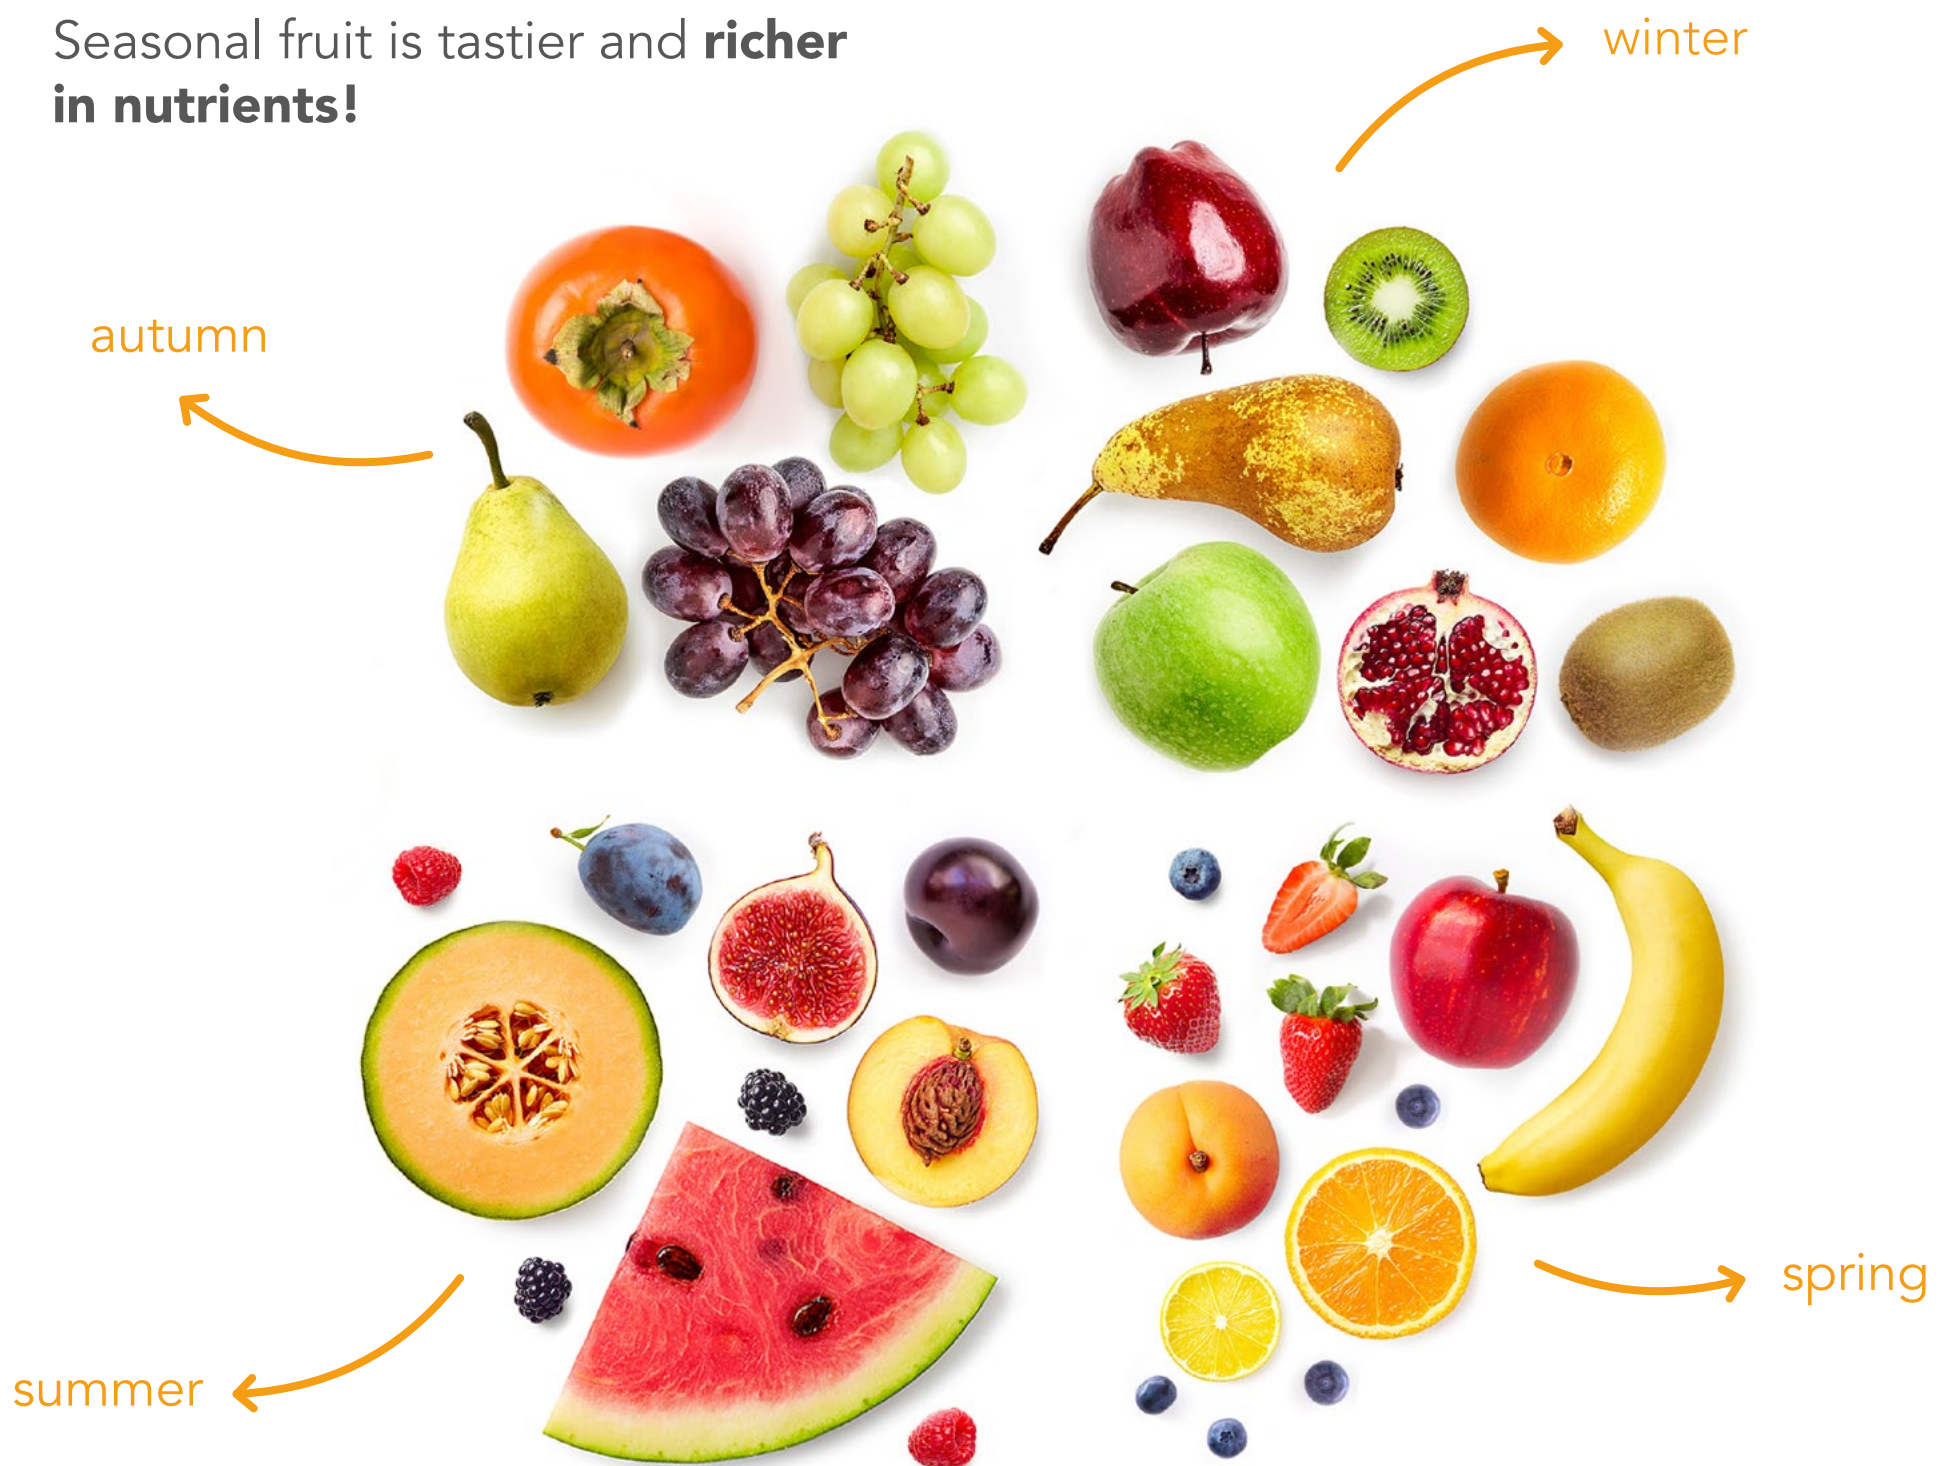 Seasonal fruit is tastier and richer
in nutrients!
winter
autumn
spring
summer